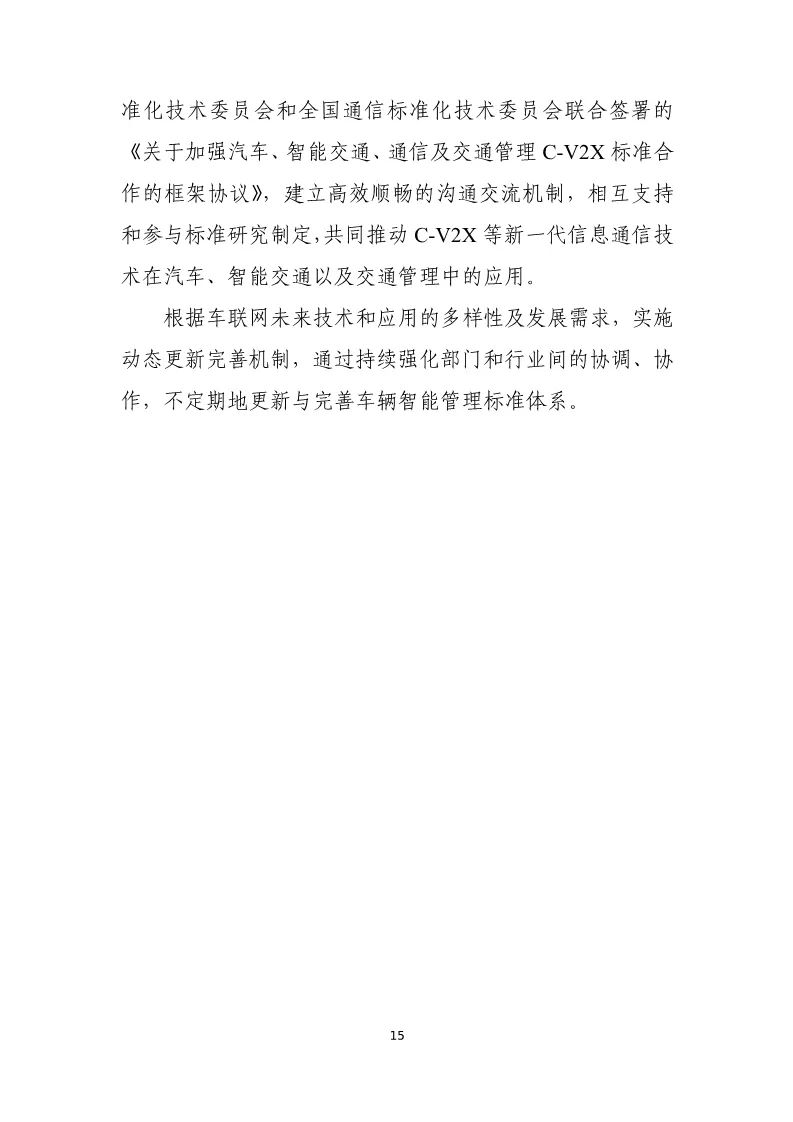 准化技术委员会和全国通信标准化技术委员会联合签署的
《关于加强汽车、智能交通、通信及交通管理 C-V2X 标准合
作的框架协议》，建立高效顺畅的沟通交流机制，相互支持
和参与标准研究制定，共同推动 C-V2X 等新一代信息通信技
术在汽车、智能交通以及交通管理中的应用。
根据车联网未来技术和应用的多样性及发展需求，实施
动态更新完善机制，通过持续强化部门和行业间的协调、协
作，不定期地更新与完善车辆智能管理标准体系。
15